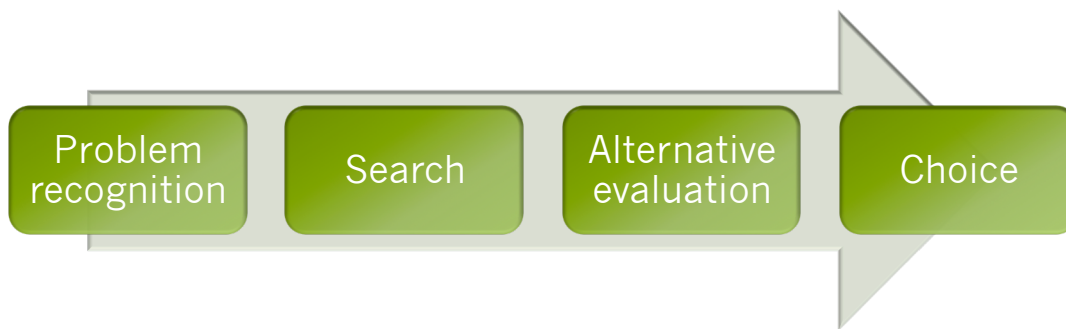 Problem
recognition
Search
Alternative
evaluation
Choice